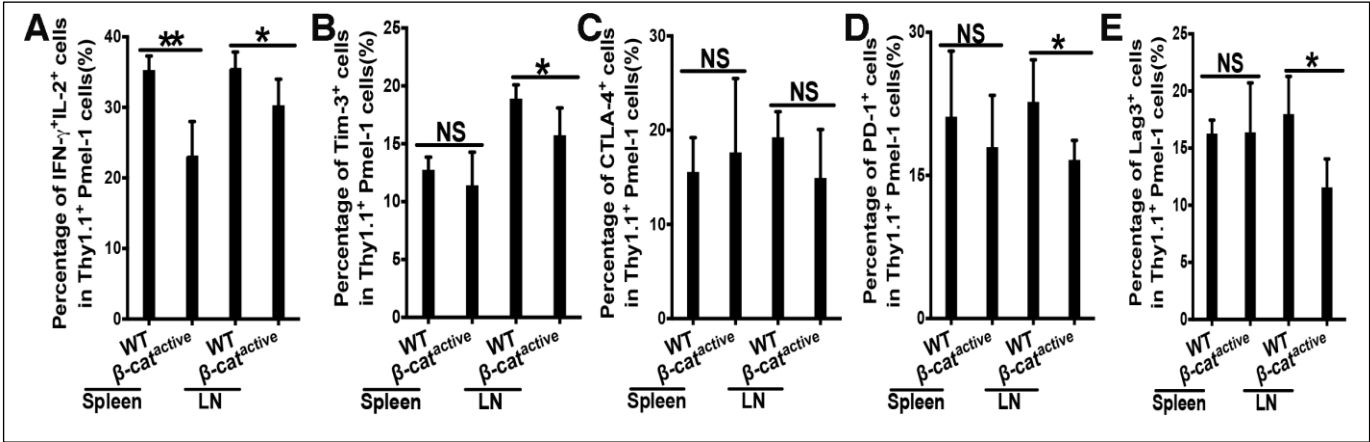 A
Percentage of IFN-γ⁺IL-2⁺ cells
in Thy1.1⁺ Pmel-1 cells(%)
40
30
20
10
0
**
*
WT
β-cat^active
WT
β-cat^active
Spleen
LN
B
Percentage of Tim-3⁺ cells
in Thy1.1⁺ Pmel-1 cells(%)
25
20
15
10
5
0
NS
*
WT
β-cat^active
WT
β-cat^active
Spleen
LN
C
Percentage of CTLA-4⁺ cells
in Thy1.1⁺ Pmel-1 cells(%)
30
20
10
0
NS
NS
WT
β-cat^active
WT
β-cat^active
Spleen
LN
D
Percentage of PD-1⁺ cells
in Thy1.1⁺ Pmel-1 cells(%)
30
15
0
NS
*
WT
β-cat^active
WT
β-cat^active
Spleen
LN
E
Percentage of Lag3⁺ cells
in Thy1.1⁺ Pmel-1 cells(%)
25
20
15
10
5
0
NS
*
WT
β-cat^active
WT
β-cat^active
Spleen
LN